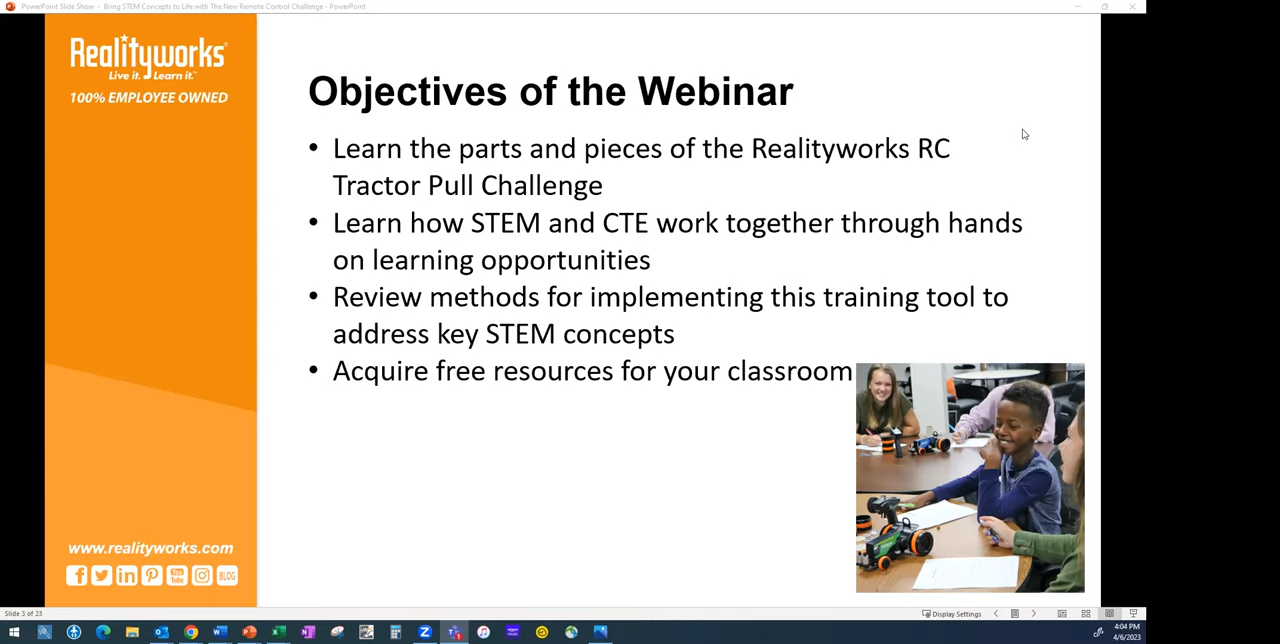 PowerPoint Slide Show - Bring STEM Concepts to Life with The New Remote Control Challenge - PowerPoint
Realityworks®
Live it. Learn it.™
100% EMPLOYEE OWNED
Objectives of the Webinar
• Learn the parts and pieces of the Realityworks RC
Tractor Pull Challenge
• Learn how STEM and CTE work together through hands
on learning opportunities
• Review methods for implementing this training tool to
address key STEM concepts
• Acquire free resources for your classroom
www.realityworks.com
You Tube
BLOG
Slide 3 of 23
Display Settings
4:04 PM
4/6/2023